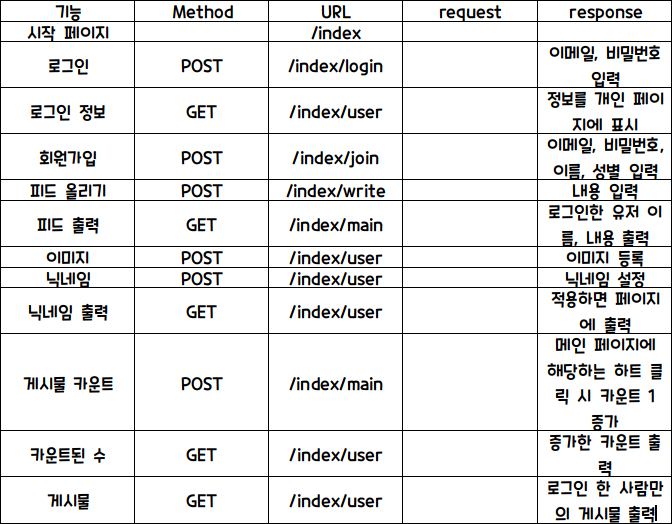 기능 Method URL request response
시작 페이지 /index
로그인 POST /index/login 이메일, 비밀번호
입력
로그인 정보 GET /index/user 정보를 개인 페이
지에 표시
회원가입 POST /index/join 이메일, 비밀번호,
이름, 성별 입력
피드 올리기 POST /index/write 내용 입력
피드 출력 GET /index/main 로그인한 유저 이
름, 내용 출력
이미지 POST /index/user 이미지 등록
닉네임 POST /index/user 닉네임 설정
닉네임 출력 GET /index/user 적용하면 페이지
에 출력
게시물 카운트 POST /index/main 메인 페이지에
해당하는 하트 클
릭 시 카운트 1
증가
카운트된 수 GET /index/user 증가한 카운트 출
력
게시물 GET /index/user 로그인 한 사람만
의 게시물 출력